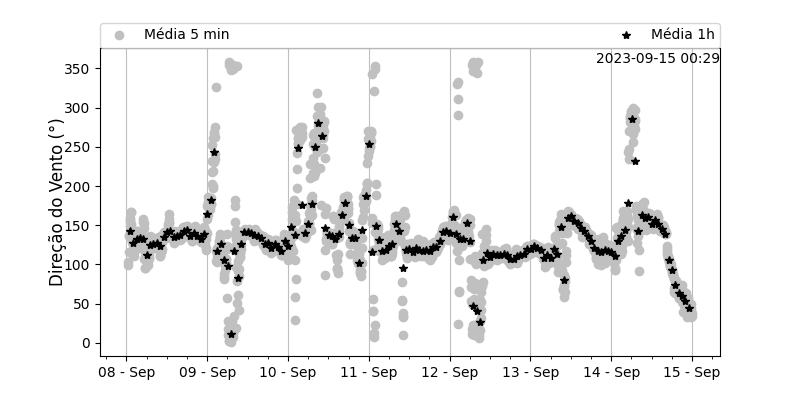 Média 5 min
Média 1h
2023-09-15 00:29
Direção do Vento (°)
350
300
250
200
150
100
50
0
08 - Sep
09 - Sep
10 - Sep
11 - Sep
12 - Sep
13 - Sep
14 - Sep
15 - Sep